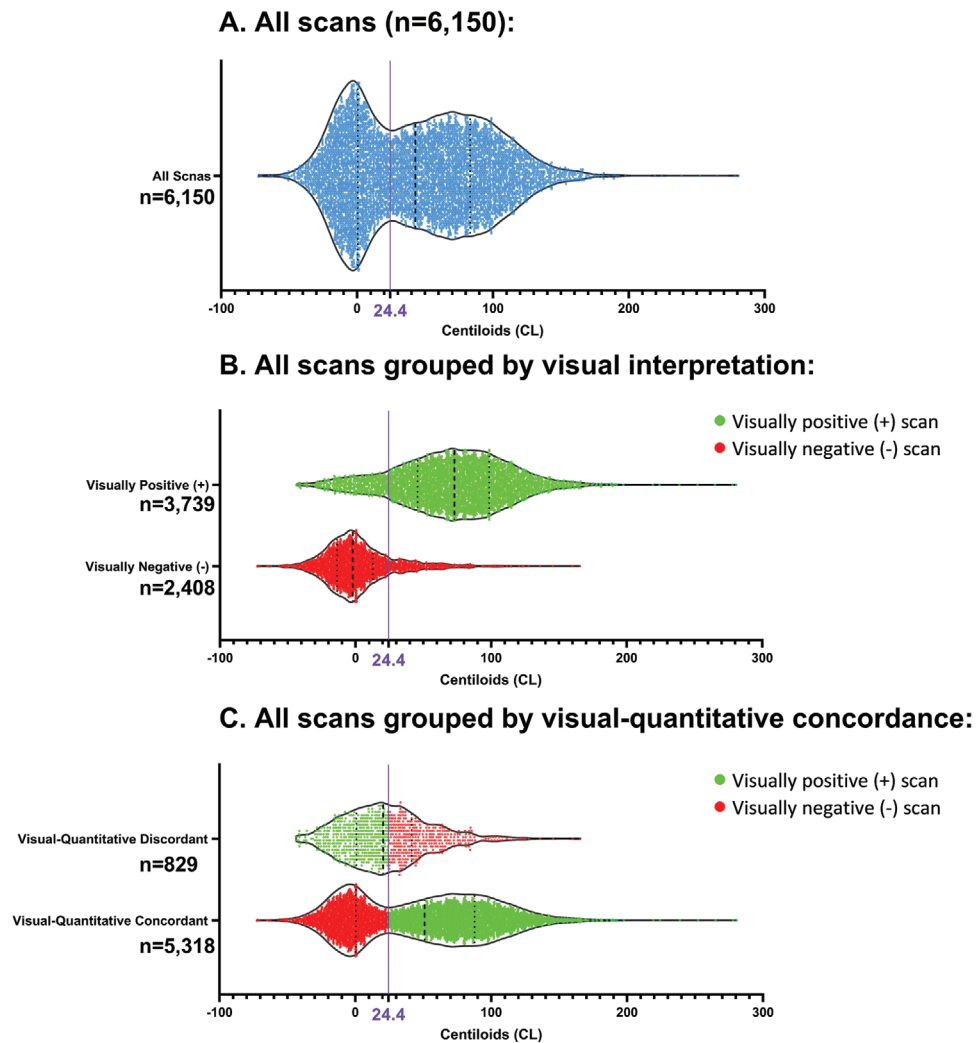 A. All scans (n=6,150):
All Scnas
n=6,150
-100 0 24.4 100 200 300
Centiloids (CL)
B. All scans grouped by visual interpretation:
Visually positive (+) scan
Visually negative (-) scan
Visually Positive (+)
n=3,739
Visually Negative (-)
n=2,408
-100 0 24.4 100 200 300
Centiloids (CL)
C. All scans grouped by visual-quantitative concordance:
Visually positive (+) scan
Visually negative (-) scan
Visual-Quantitative Discordant
n=829
Visual-Quantitative Concordant
n=5,318
-100 0 24.4 100 200 300
Centiloids (CL)